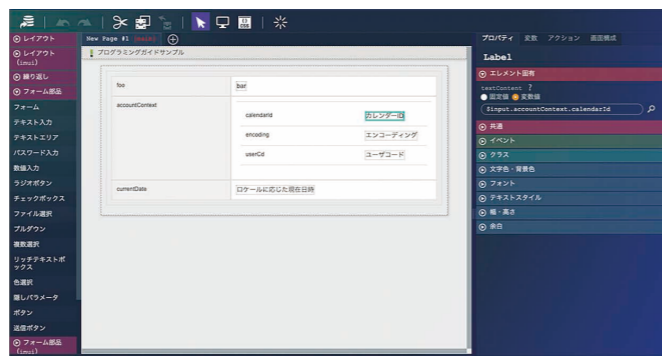 CSS
New Page #1 (main)
プロパティ 変数 アクション 画面構成
レイアウト
レイアウト
(imui)
繰り返し
フォーム部品
フォーム
テキスト入力
テキストエリア
パスワード入力
数値入力
ラジオボタン
チェックボックス
ファイル選択
プルダウン
複数選択
リッチテキストボ
ックス
色選択
隠しパラメータ
ボタン
送信ボタン
フォーム部品
(imui)
プログラミングガイドサンプル
foo bar
accountContext
calendarId カレンダーID
encoding エンコーディング
userCd ユーザコード
currentDate ロケールに応じた現在日時
Label
エレメント固有
textContent ?
固定値 変数値
$input.accountContext.calendarId
共通
イベント
クラス
文字色・背景色
フォント
テキストスタイル
幅・高さ
余白